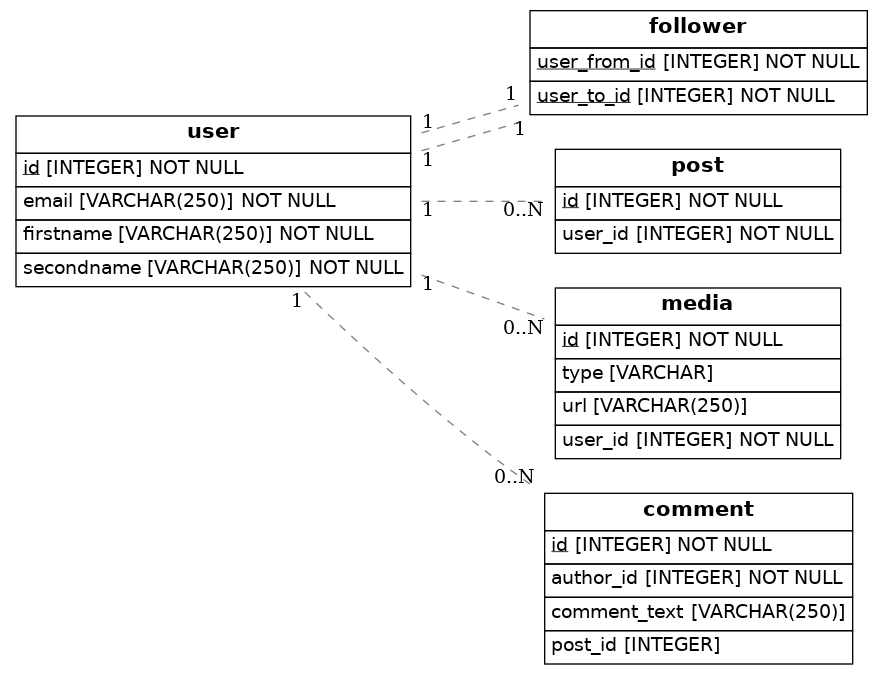 user
id [INTEGER] NOT NULL
email [VARCHAR(250)] NOT NULL
firstname [VARCHAR(250)] NOT NULL
secondname [VARCHAR(250)] NOT NULL
1
1
1
1
1
1
1
0..N
0..N
0..N
follower
user_from_id [INTEGER] NOT NULL
user_to_id [INTEGER] NOT NULL
post
id [INTEGER] NOT NULL
user_id [INTEGER] NOT NULL
media
id [INTEGER] NOT NULL
type [VARCHAR]
url [VARCHAR(250)]
user_id [INTEGER] NOT NULL
comment
id [INTEGER] NOT NULL
author_id [INTEGER] NOT NULL
comment_text [VARCHAR(250)]
post_id [INTEGER]